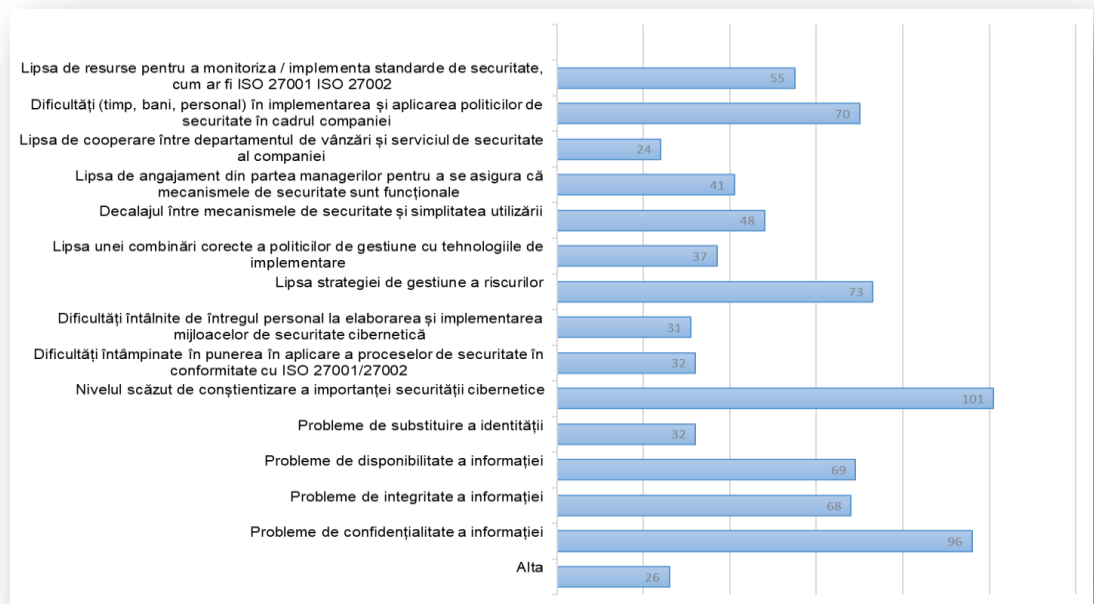 Lipsa de resurse pentru a monitoriza / implementa standarde de securitate,
cum ar fi ISO 27001 ISO 27002
55
Dificultăți (timp, bani, personal) în implementarea și aplicarea politicilor de
securitate în cadrul companiei
70
Lipsa de cooperare între departamentul de vânzări și serviciul de securitate
al companiei
24
Lipsa de angajament din partea managerilor pentru a se asigura că
mecanismele de securitate sunt funcționale
41
Decalajul între mecanismele de securitate și simplitatea utilizării
48
Lipsa unei combinări corecte a politicilor de gestiune cu tehnologiile de
implementare
37
Lipsa strategiei de gestiune a riscurilor
73
Dificultăți întâlnite de întregul personal la elaborarea și implementarea
mijloacelor de securitate cibernetică
31
Dificultăți întâmpinate în punerea în aplicare a proceselor de securitate în
conformitate cu ISO 27001/27002
32
Nivelul scăzut de conștientizare a importanței securității cibernetice
101
Probleme de substituire a identității
32
Probleme de disponibilitate a informației
69
Probleme de integritate a informației
68
Probleme de confidențialitate a informației
96
Alta
26